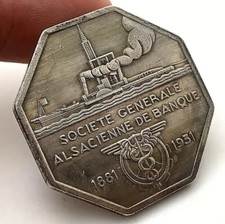 SOCIETE GENERALE
ALSACIENNE DE BANQUE
1881 1931